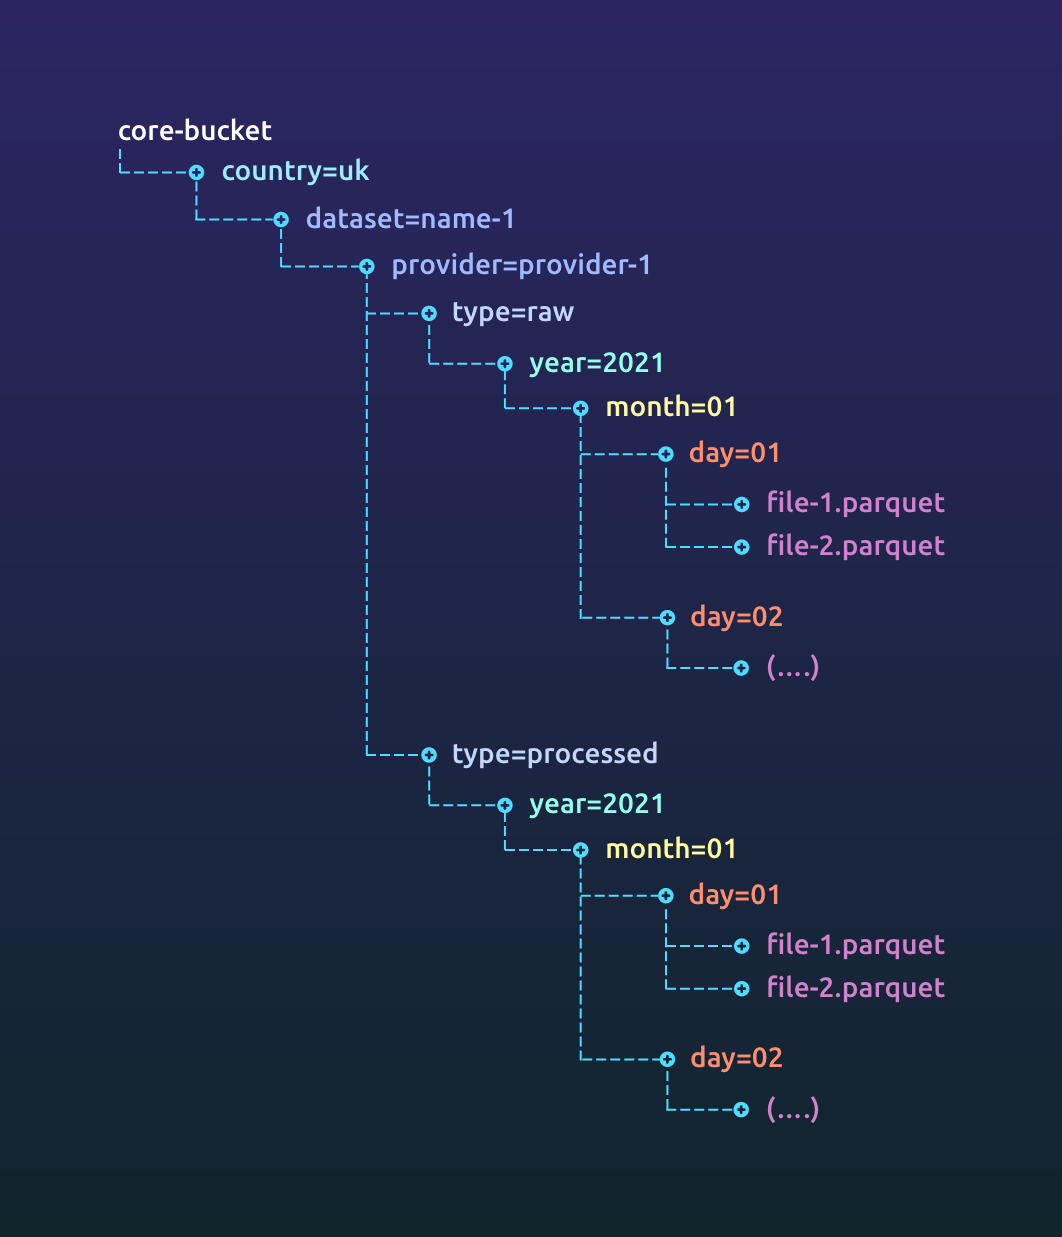 core-bucket
country=uk
dataset=name-1
provider=provider-1
type=raw
year=2021
month=01
day=01
file-1.parquet
file-2.parquet
day=02
(....)
type=processed
year=2021
month=01
day=01
file-1.parquet
file-2.parquet
day=02
(....)